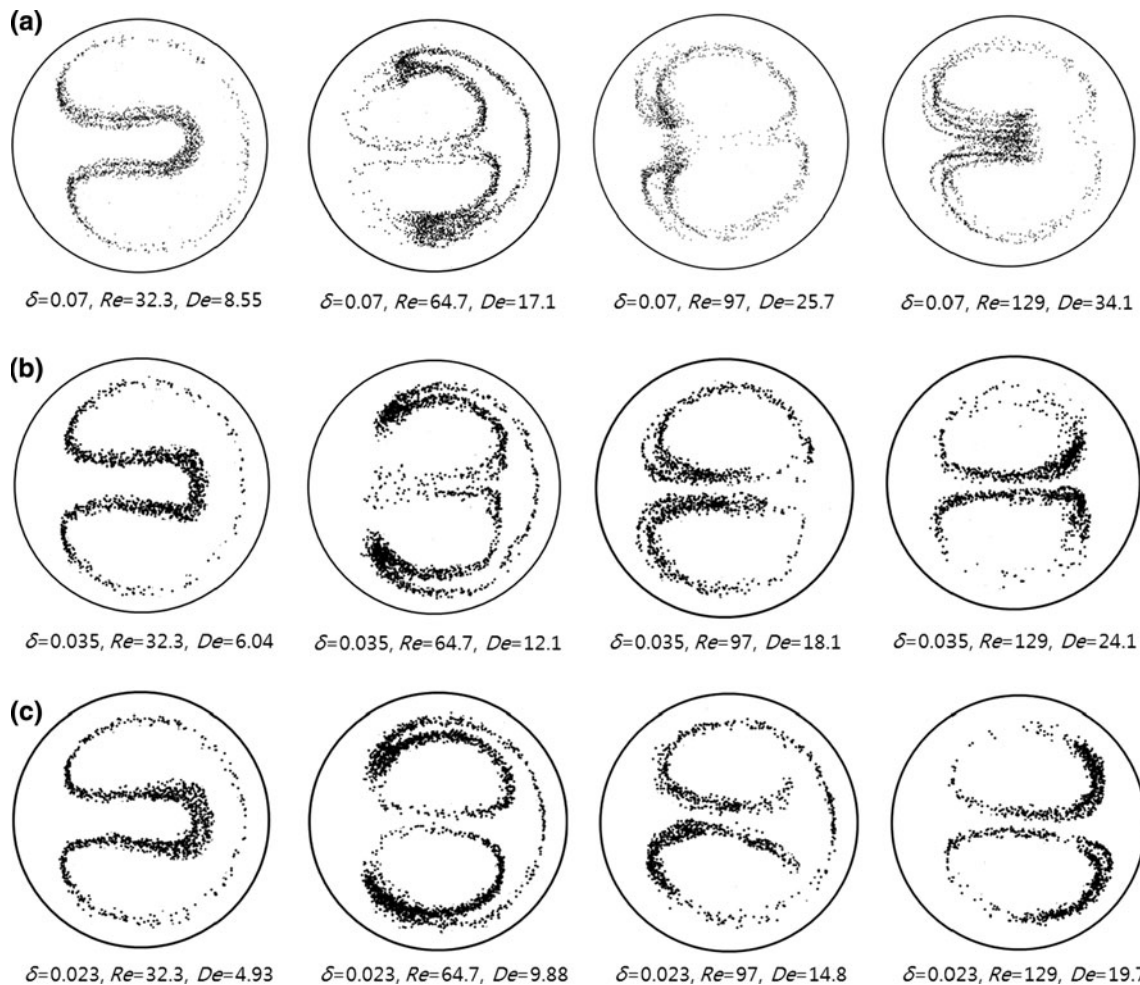 (a)
δ=0.07, Re=32.3, De=8.55
δ=0.07, Re=64.7, De=17.1
δ=0.07, Re=97, De=25.7
δ=0.07, Re=129, De=34.1
(b)
δ=0.035, Re=32.3, De=6.04
δ=0.035, Re=64.7, De=12.1
δ=0.035, Re=97, De=18.1
δ=0.035, Re=129, De=24.1
(c)
δ=0.023, Re=32.3, De=4.93
δ=0.023, Re=64.7, De=9.88
δ=0.023, Re=97, De=14.8
δ=0.023, Re=129, De=19.7